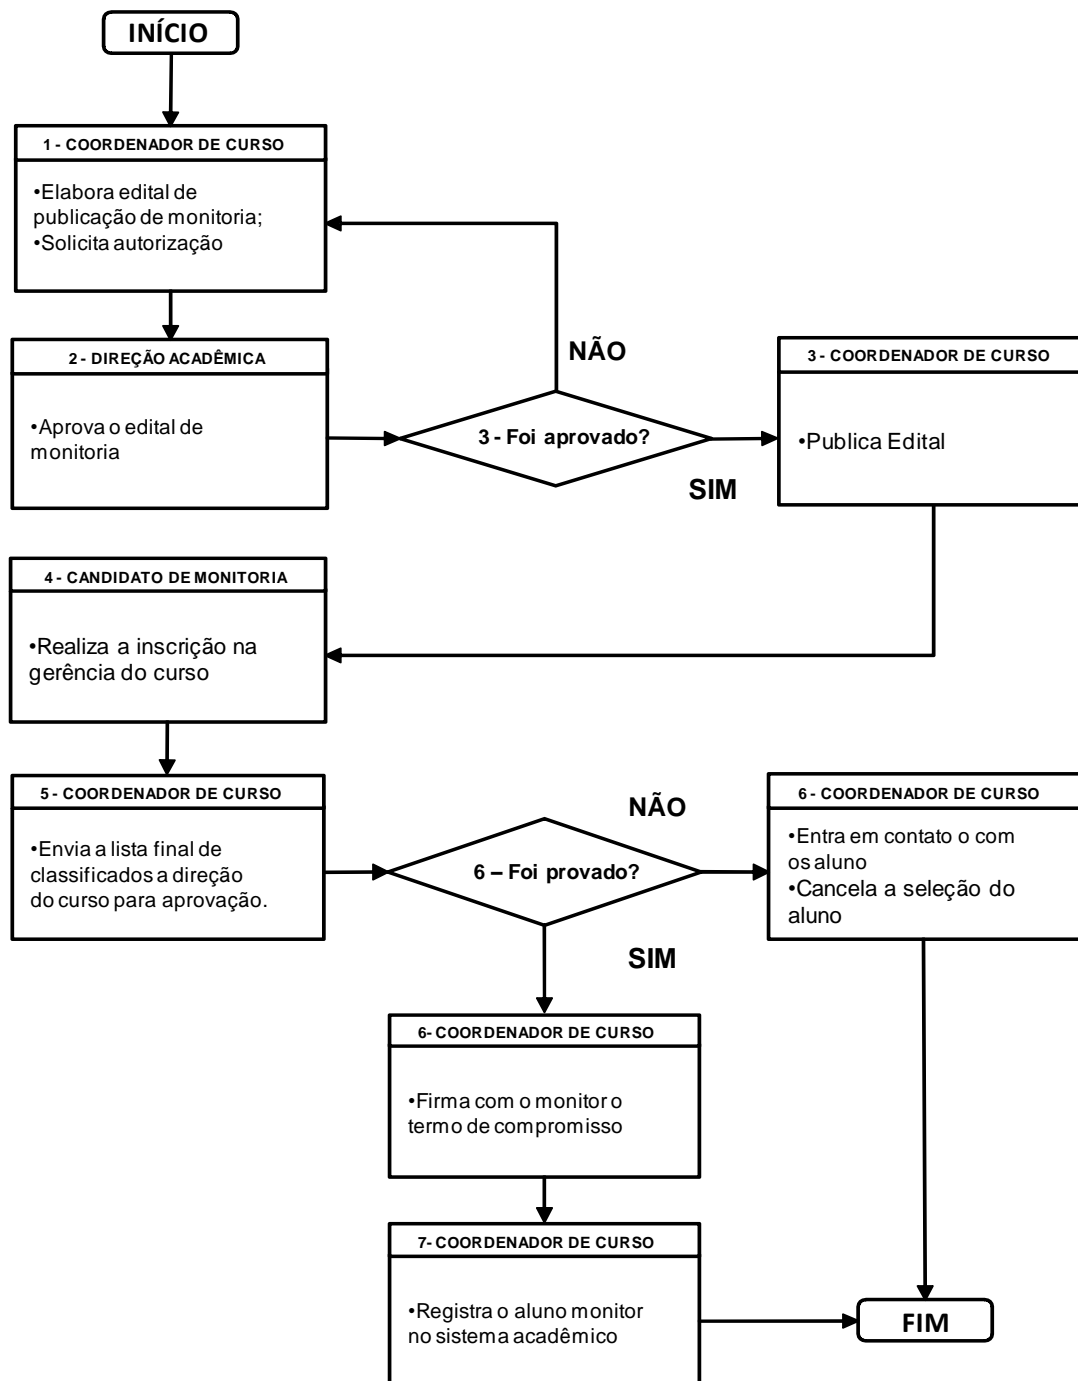 INÍCIO
1 - COORDENADOR DE CURSO
•Elabora edital de
publicação de monitoria;
•Solicita autorização
2 - DIREÇÃO ACADÊMICA
•Aprova o edital de
monitoria
NÃO
3 - Foi aprovado?
SIM
3 - COORDENADOR DE CURSO
•Publica Edital
4 - CANDIDATO DE MONITORIA
•Realiza a inscrição na
gerência do curso
5 - COORDENADOR DE CURSO
•Envia a lista final de
classificados a direção
do curso para aprovação.
NÃO
6 – Foi provado?
SIM
6 - COORDENADOR DE CURSO
•Entra em contato o com
os aluno
•Cancela a seleção do
aluno
6- COORDENADOR DE CURSO
•Firma com o monitor o
termo de compromisso
7- COORDENADOR DE CURSO
•Registra o aluno monitor
no sistema acadêmico
FIM